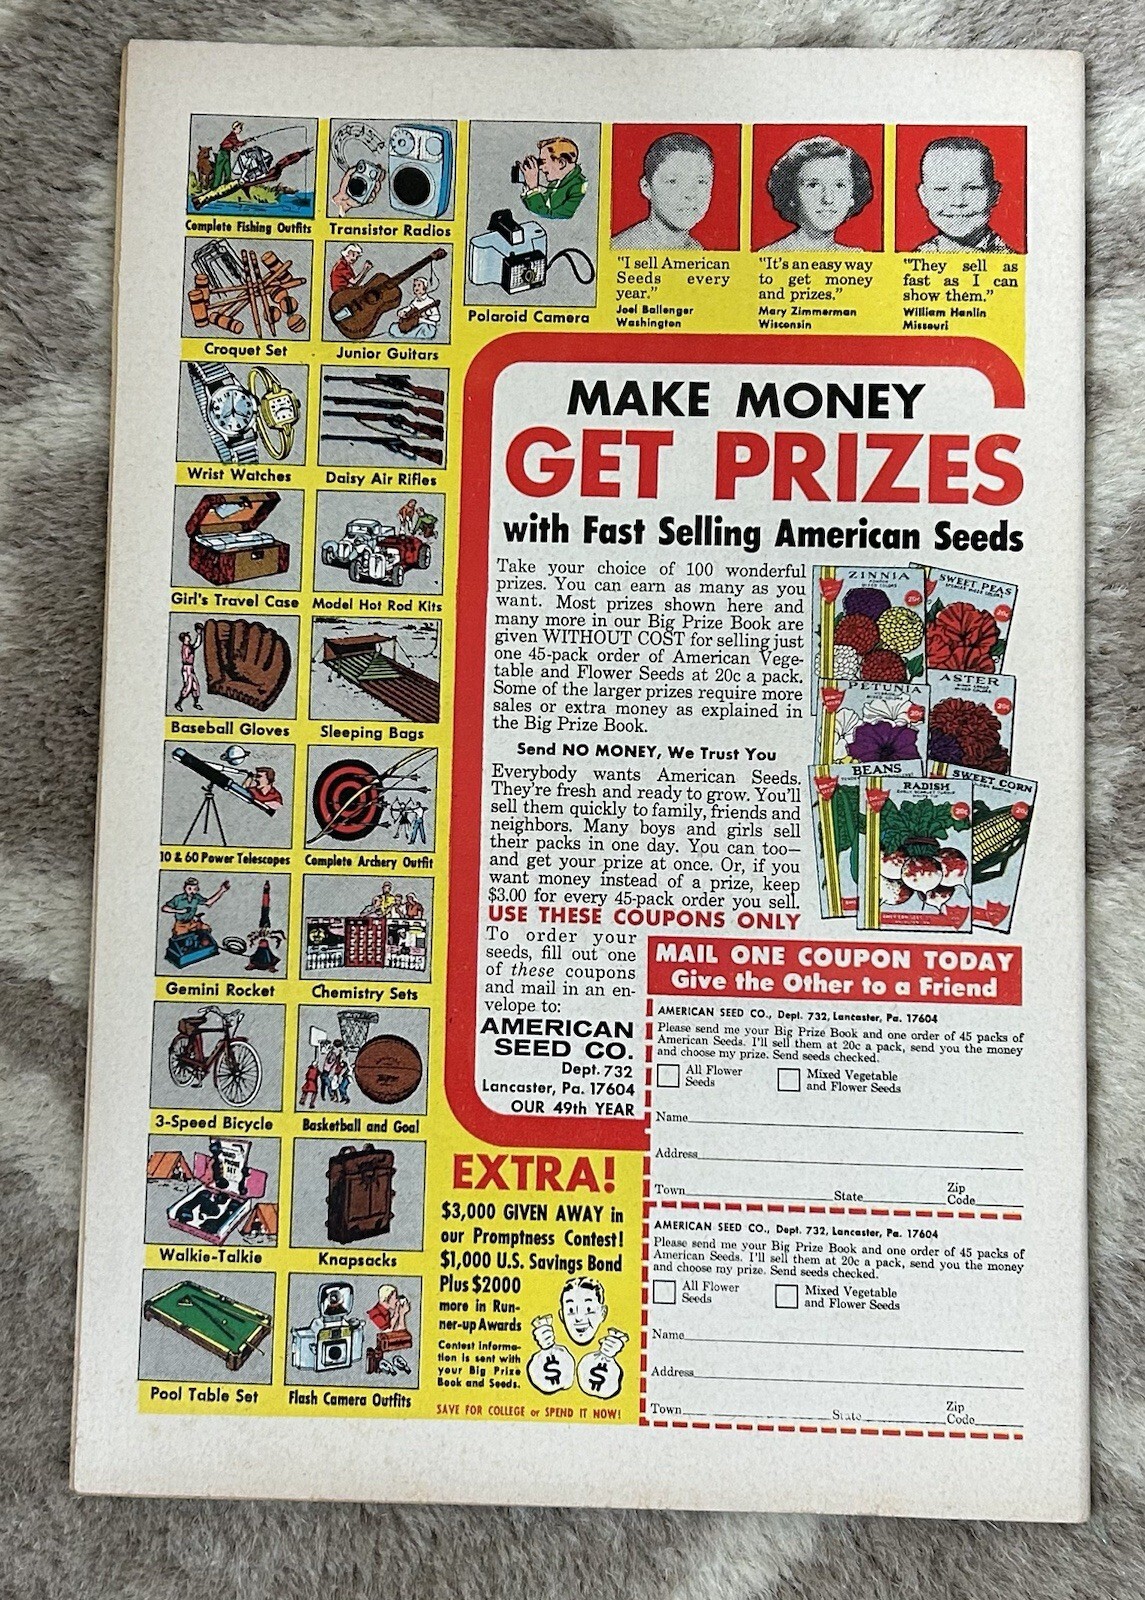 Complete Fishing Outfits
Transistor Radios
Polaroid Camera
Croquet Set
Junior Guitars
Wrist Watches
Daisy Air Rifles
Girl's Travel Case
Model Hot Rod Kits
Baseball Gloves
Sleeping Bags
10 & 60 Power Telescopes
Complete Archery Outfit
Gemini Rocket
Chemistry Sets
3-Speed Bicycle
Basketball and Goal
Walkie-Talkie
Knapsacks
Pool Table Set
Flash Camera Outfits
"I sell American
Seeds every
year."
Joel Ballenger
Washington
"It's an easy way
to get money
and prizes."
Mary Zimmerman
Wisconsin
"They sell as
fast as I can
show them."
William Hanlin
Missouri
MAKE MONEY
GET PRIZES
with Fast Selling American Seeds
Take your choice of 100 wonderful
prizes. You can earn as many as you
want. Most prizes shown here and
many more in our Big Prize Book are
given WITHOUT COST for selling just
one 45-pack order of American Vege-
table and Flower Seeds at 20c a pack.
Some of the larger prizes require more
sales or extra money as explained in
the Big Prize Book.
Send NO MONEY, We Trust You
Everybody wants American Seeds.
They're fresh and ready to grow. You'll
sell them quickly to family, friends and
neighbors. Many boys and girls sell
their packs in one day. You can too—
and get your prize at once. Or, if you
want money instead of a prize, keep
$3.00 for every 45-pack order you sell.
USE THESE COUPONS ONLY
ZINNIA
20c
SWEET PEAS
20c
PETUNIA
20c
ASTER
20c
BEANS
SWEET CORN
20c
RADISH
20c
To order your
seeds, fill out one
of these coupons
and mail in an en-
velope to:
AMERICAN
SEED CO.
Dept. 732
Lancaster, Pa. 17604
OUR 49th YEAR
MAIL ONE COUPON TODAY
Give the Other to a Friend
AMERICAN SEED CO., Dept. 732, Lancaster, Pa. 17604
Please send me your Big Prize Book and one order of 45 packs of
American Seeds. I'll sell them at 20c a pack, send you the money
and choose my prize. Send seeds checked.
All Flower
Seeds
Mixed Vegetable
and Flower Seeds
Name
Address
Town State Zip
Code
AMERICAN SEED CO., Dept. 732, Lancaster, Pa. 17604
Please send me your Big Prize Book and one order of 45 packs of
American Seeds. I'll sell them at 20c a pack, send you the money
and choose my prize. Send seeds checked.
All Flower
Seeds
Mixed Vegetable
and Flower Seeds
Name
Address
Town State Zip
Code
EXTRA!
$3,000 GIVEN AWAY in
our Promptness Contest!
$1,000 U.S. Savings Bond
Plus $2000
more in Run-
ner-up Awards
Contest informa-
tion is sent with
your Big Prize
Book and Seeds.
$ $
SAVE FOR COLLEGE or SPEND IT NOW!